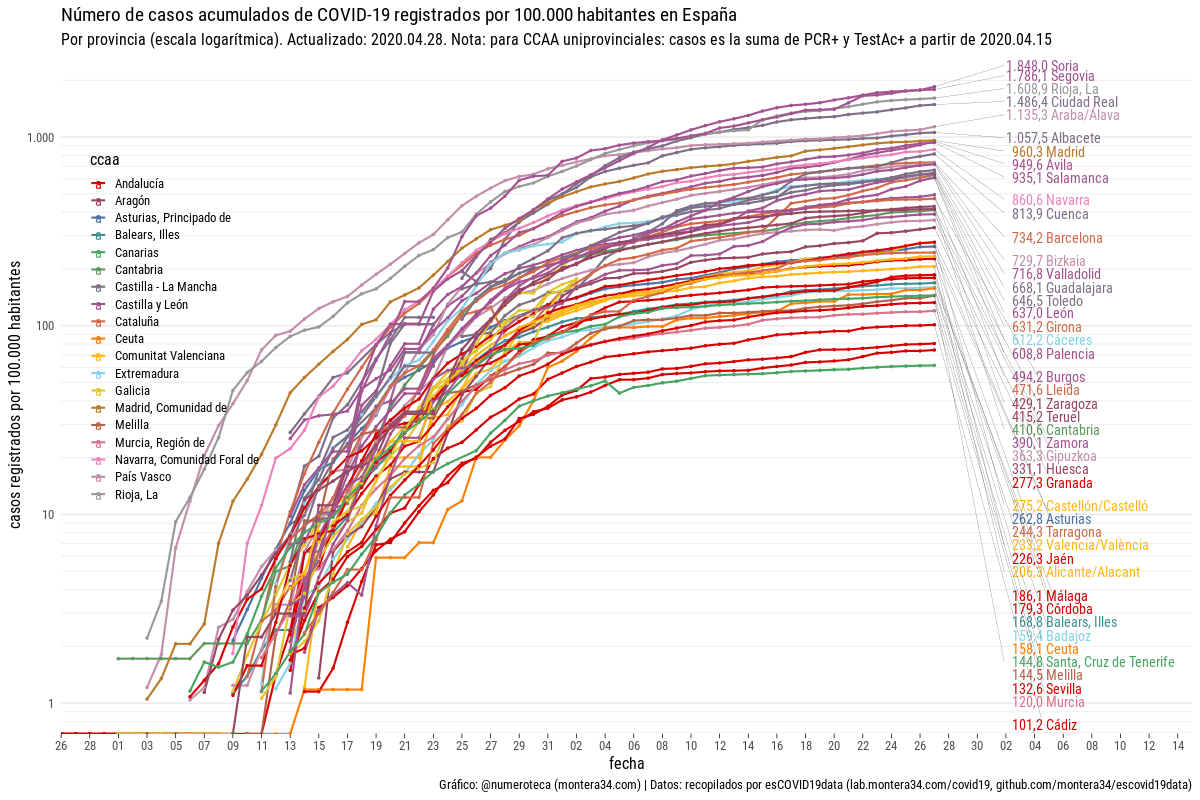 Número de casos acumulados de COVID-19 registrados por 100.000 habitantes en España
Por provincia (escala logarítmica). Actualizado: 2020.04.28. Nota: para CCAA uniprovinciales: casos es la suma de PCR+ y TestAc+ a partir de 2020.04.15
casos registrados por 100.000 habitantes
1.000
100
10
1
ccaa
Andalucía
Aragón
Asturias, Principado de
Balears, Illes
Canarias
Cantabria
Castilla - La Mancha
Castilla y León
Cataluña
Ceuta
Comunitat Valenciana
Extremadura
Galicia
Madrid, Comunidad de
Melilla
Murcia, Región de
Navarra, Comunidad Foral de
País Vasco
Rioja, La
1.848,0 Soria
1.786,1 Segovia
1.608,9 Rioja, La
1.486,4 Ciudad Real
1.135,3 Araba/Álava
1.057,5 Albacete
960,3 Madrid
949,6 Ávila
935,1 Salamanca
860,6 Navarra
813,9 Cuenca
734,2 Barcelona
729,7 Bizkaia
716,8 Valladolid
668,1 Guadalajara
646,5 Toledo
637,0 León
631,2 Girona
612,2 Cáceres
608,8 Palencia
494,2 Burgos
471,6 Lleida
429,1 Zaragoza
415,2 Teruel
410,6 Cantabria
390,1 Zamora
363,3 Gipuzkoa
331,1 Huesca
277,3 Granada
275,2 Castellón/Castelló
262,8 Asturias
244,3 Tarragona
233,2 Valencia/València
226,3 Jaén
206,3 Alicante/Alacant
186,1 Málaga
179,3 Córdoba
168,8 Balears, Illes
159,4 Badajoz
158,1 Ceuta
144,8 Santa, Cruz de Tenerife
144,5 Melilla
132,6 Sevilla
120,0 Murcia
101,2 Cádiz
26 28 01 03 05 07 09 11 13 15 17 19 21 23 25 27 29 31 02 04 06 08 10 12 14 16 18 20 22 24 26 28 30 02 04 06 08 10 12 14
fecha
Gráfico: @numeroteca (montera34.com) | Datos: recopilados por esCOVID19data (lab.montera34.com/covid19, github.com/montera34/escovid19data)